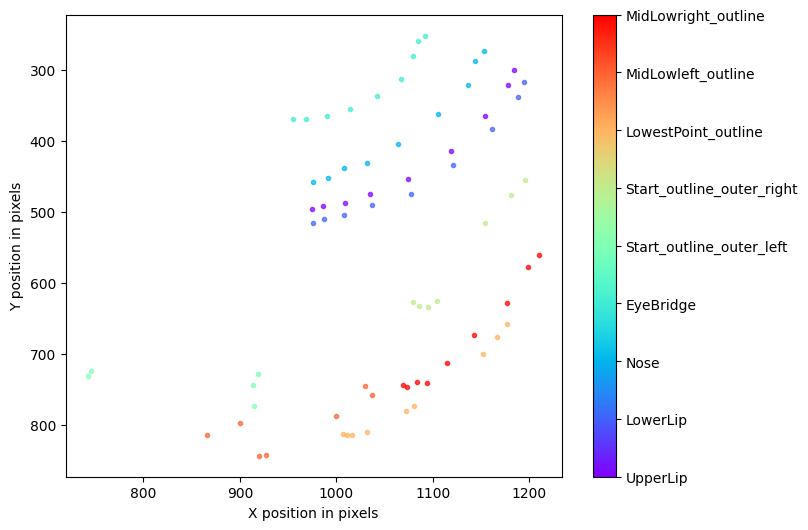 300
400
500
600
700
800
Y position in pixels
800
900
1000
1100
1200
X position in pixels
MidLowright_outline
MidLowleft_outline
LowestPoint_outline
Start_outline_outer_right
Start_outline_outer_left
EyeBridge
Nose
LowerLip
UpperLip